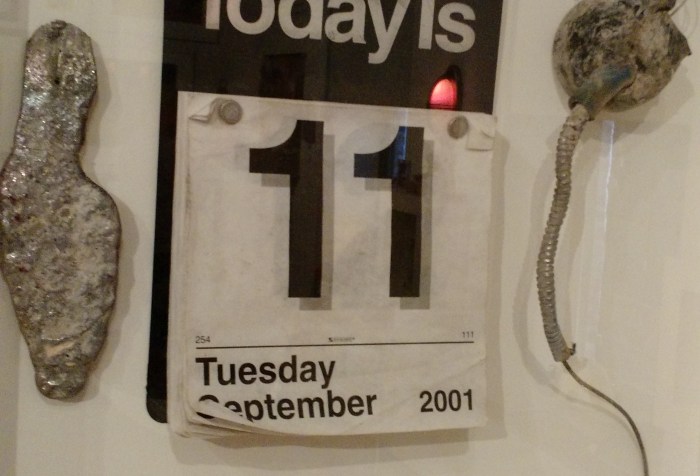 Today is
11
254 111
Tuesday
September 2001